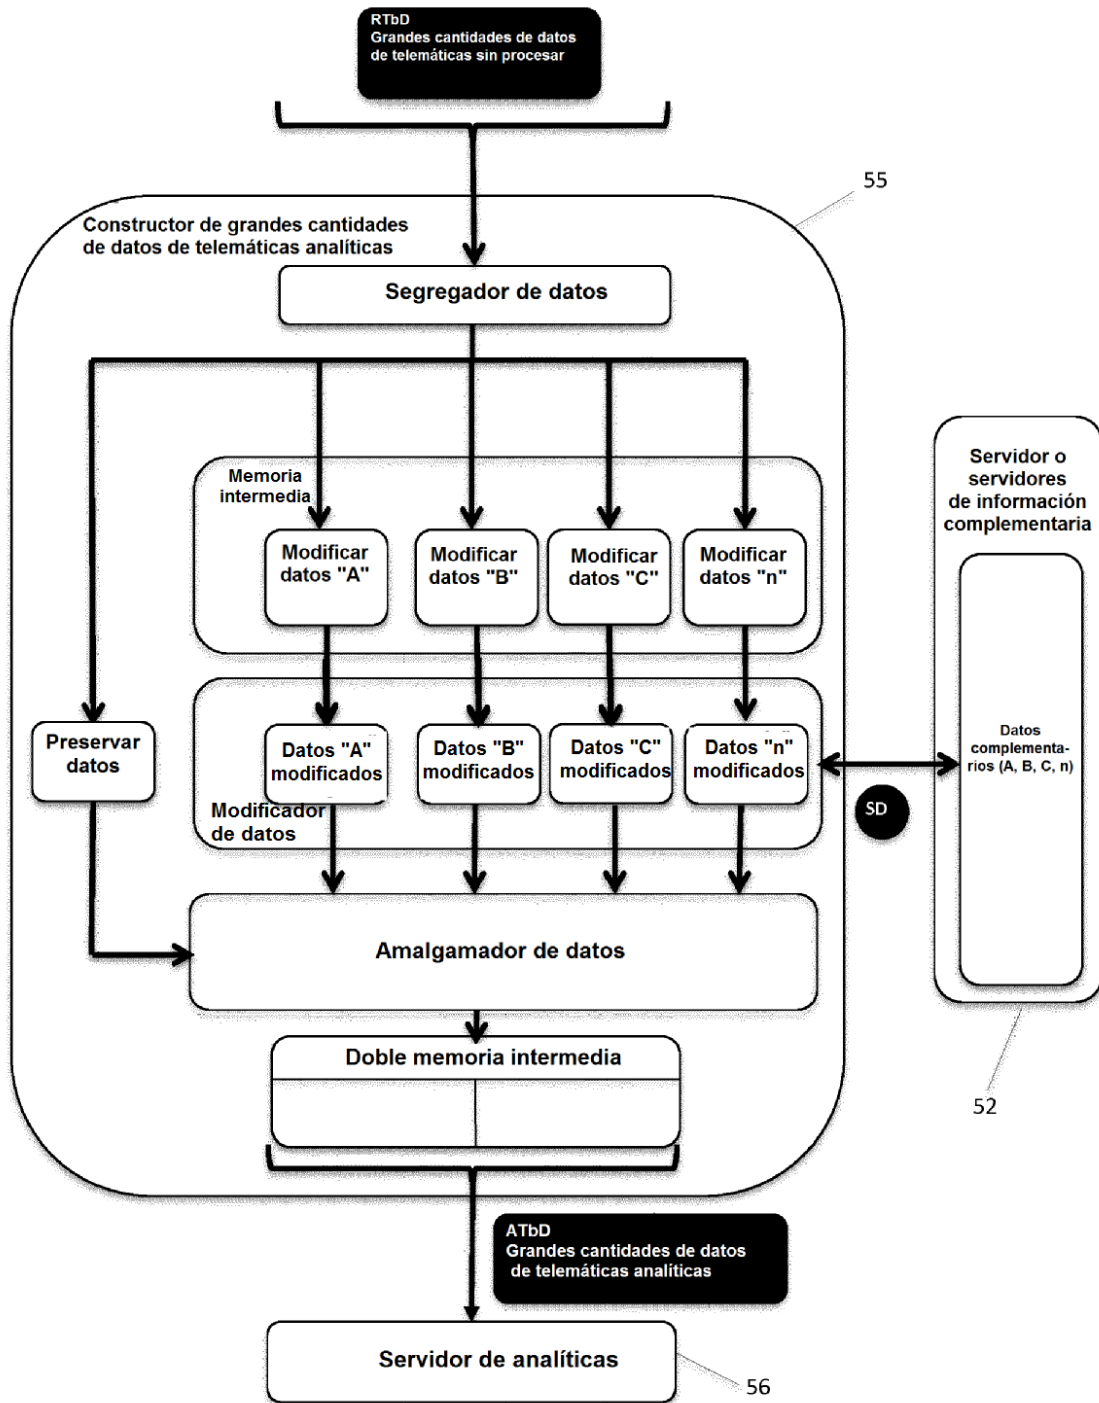 RTbD
Grandes cantidades de datos
de telemáticas sin procesar
55
Constructor de grandes cantidades
de datos de telemáticas analíticas
Segregador de datos
Memoria
intermedia
Modificar
datos "A"
Modificar
datos "B"
Modificar
datos "C"
Modificar
datos "n"
Servidor o
servidores
de información
complementaria
Preservar
datos
Datos "A"
modificados
Datos "B"
modificados
Datos "C"
modificados
Datos "n"
modificados
Modificador
de datos
SD
Datos
complementa-
rios (A, B, C, n)
Amalgamador de datos
Doble memoria intermedia
52
ATbD
Grandes cantidades de datos
de telemáticas analíticas
Servidor de analíticas
56